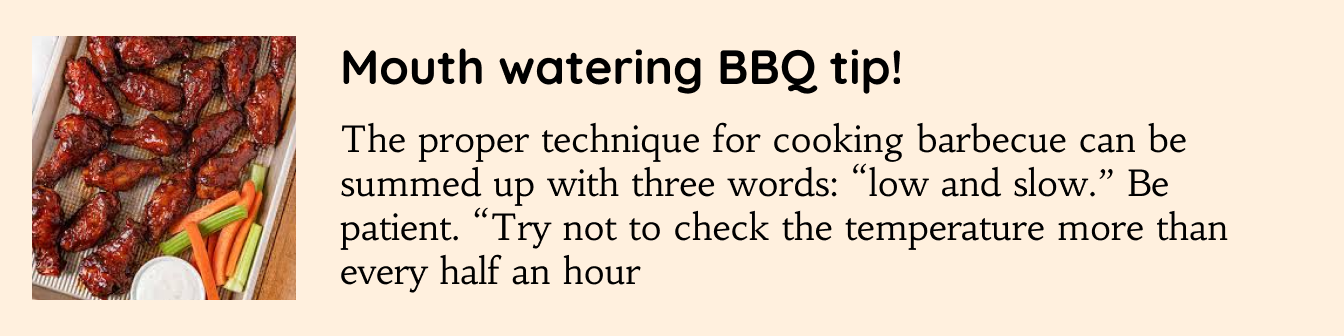 Mouth watering BBQ tip!
The proper technique for cooking barbecue can be
summed up with three words: “low and slow.” Be
patient. “Try not to check the temperature more than
every half an hour